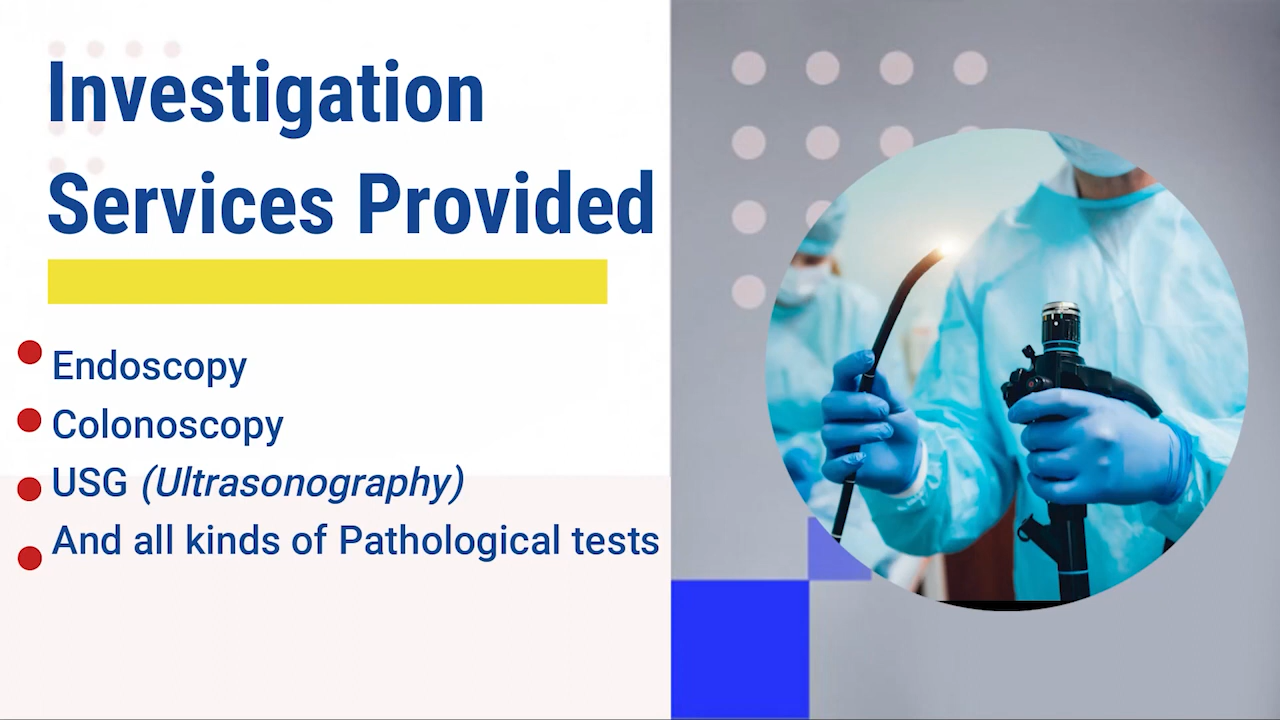 Investigation
Services Provided
Endoscopy
Colonoscopy
USG (Ultrasonography)
And all kinds of Pathological tests